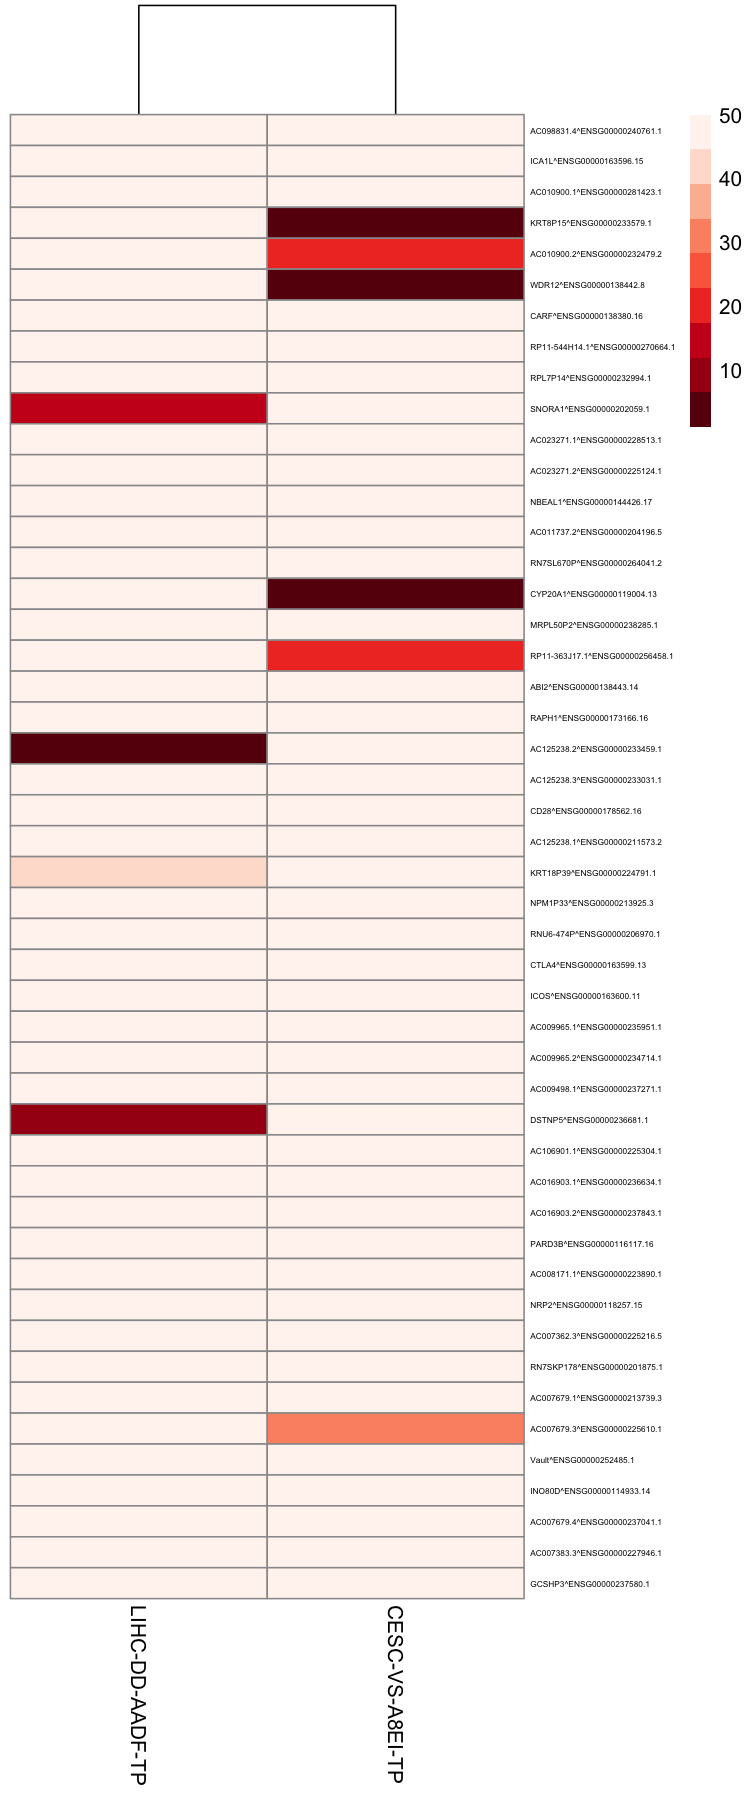 50
40
30
20
10
AC098831.4^ENSG00000240761.1
ICA1L^ENSG00000163596.15
AC010900.1^ENSG00000281423.1
KRT8P15^ENSG00000233579.1
AC010900.2^ENSG00000232479.2
WDR12^ENSG00000138442.8
CARF^ENSG00000138380.16
RP11-544H14.1^ENSG00000270664.1
RPL7P14^ENSG00000232994.1
SNORA1^ENSG00000202059.1
AC023271.1^ENSG00000228513.1
AC023271.2^ENSG00000225124.1
NBEAL1^ENSG00000144426.17
AC011737.2^ENSG00000204196.5
RN7SL670P^ENSG00000264041.2
CYP20A1^ENSG00000119004.13
MRPL50P2^ENSG00000238285.1
RP11-363J17.1^ENSG00000256458.1
ABI2^ENSG00000138443.14
RAPH1^ENSG00000173166.16
AC125238.2^ENSG00000233459.1
AC125238.3^ENSG00000233031.1
CD28^ENSG00000178562.16
AC125238.1^ENSG00000211573.2
KRT18P39^ENSG00000224791.1
NPM1P33^ENSG00000213925.3
RNU6-474P^ENSG00000206970.1
CTLA4^ENSG00000163599.13
ICOS^ENSG00000163600.11
AC009965.1^ENSG00000235951.1
AC009965.2^ENSG00000234714.1
AC009498.1^ENSG00000237271.1
DSTNP5^ENSG00000236681.1
AC106901.1^ENSG00000225304.1
AC016903.1^ENSG00000236634.1
AC016903.2^ENSG00000237843.1
PARD3B^ENSG00000116117.16
AC008171.1^ENSG00000223890.1
NRP2^ENSG00000118257.15
AC007362.3^ENSG00000225216.5
RN7SKP178^ENSG00000201875.1
AC007679.1^ENSG00000213739.3
AC007679.3^ENSG00000225610.1
Vault^ENSG00000252485.1
INO80D^ENSG00000114933.14
AC007679.4^ENSG00000237041.1
AC007383.3^ENSG00000227946.1
GCSHP3^ENSG00000237580.1
LIHC-DD-AADF-TP
CESC-VS-A8EI-TP